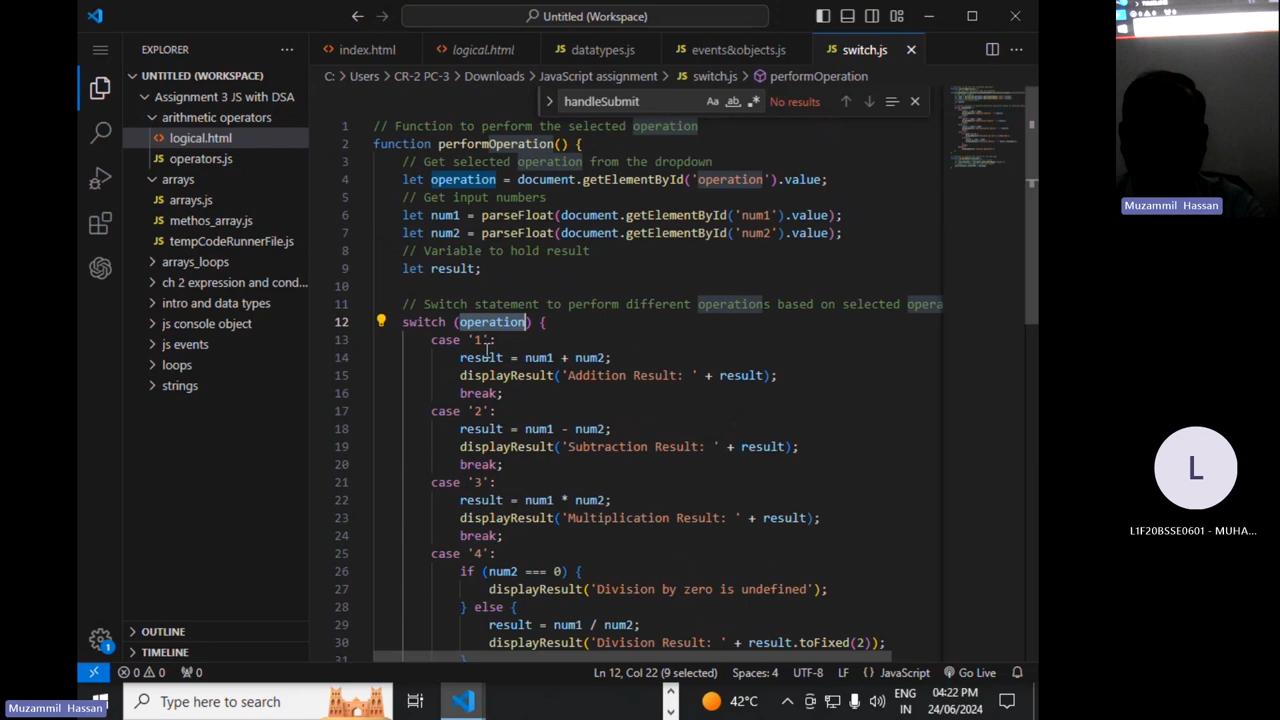 Untitled (Workspace)
EXPLORER
UNTITLED (WORKSPACE)
Assignment 3 JS with DSA
arithmetic operators
logical.html
operators.js
arrays
arrays.js
methos_array.js
tempCodeRunnerFile.js
arrays_loops
ch 2 expression and cond...
intro and data types
js console object
js events
loops
strings
OUTLINE
TIMELINE
index.html
logical.html
datatypes.js
events&objects.js
switch.js
C: > Users > CR-2 PC-3 > Downloads > JavaScript assignment > switch.js > performOperation
handleSubmit Aa ab .* No results
1 // Function to perform the selected operation
2 function performOperation() {
3 // Get selected operation from the dropdown
4 let operation = document.getElementById('operation').value;
5 // Get input numbers
6 let num1 = parseFloat(document.getElementById('num1').value);
7 let num2 = parseFloat(document.getElementById('num2').value);
8 // Variable to hold result
9 let result;
10
11 // Switch statement to perform different operations based on selected opera
12 switch (operation) {
13 case '1':
14 result = num1 + num2;
15 displayResult('Addition Result: ' + result);
16 break;
17 case '2':
18 result = num1 - num2;
19 displayResult('Subtraction Result: ' + result);
20 break;
21 case '3':
22 result = num1 * num2;
23 displayResult('Multiplication Result: ' + result);
24 break;
25 case '4':
26 if (num2 === 0) {
27 displayResult('Division by zero is undefined');
28 } else {
29 result = num1 / num2;
30 displayResult('Division Result: ' + result.toFixed(2));
31 }
0 0 0 Ln 12, Col 22 (9 selected) Spaces: 4 UTF-8 LF {} JavaScript Go Live
Type here to search
42°C
ENG
IN
04:22 PM
24/06/2024
Muzammil Hassan
Muzammil Hassan
L
L1F20BSSE0601 - MUHA...